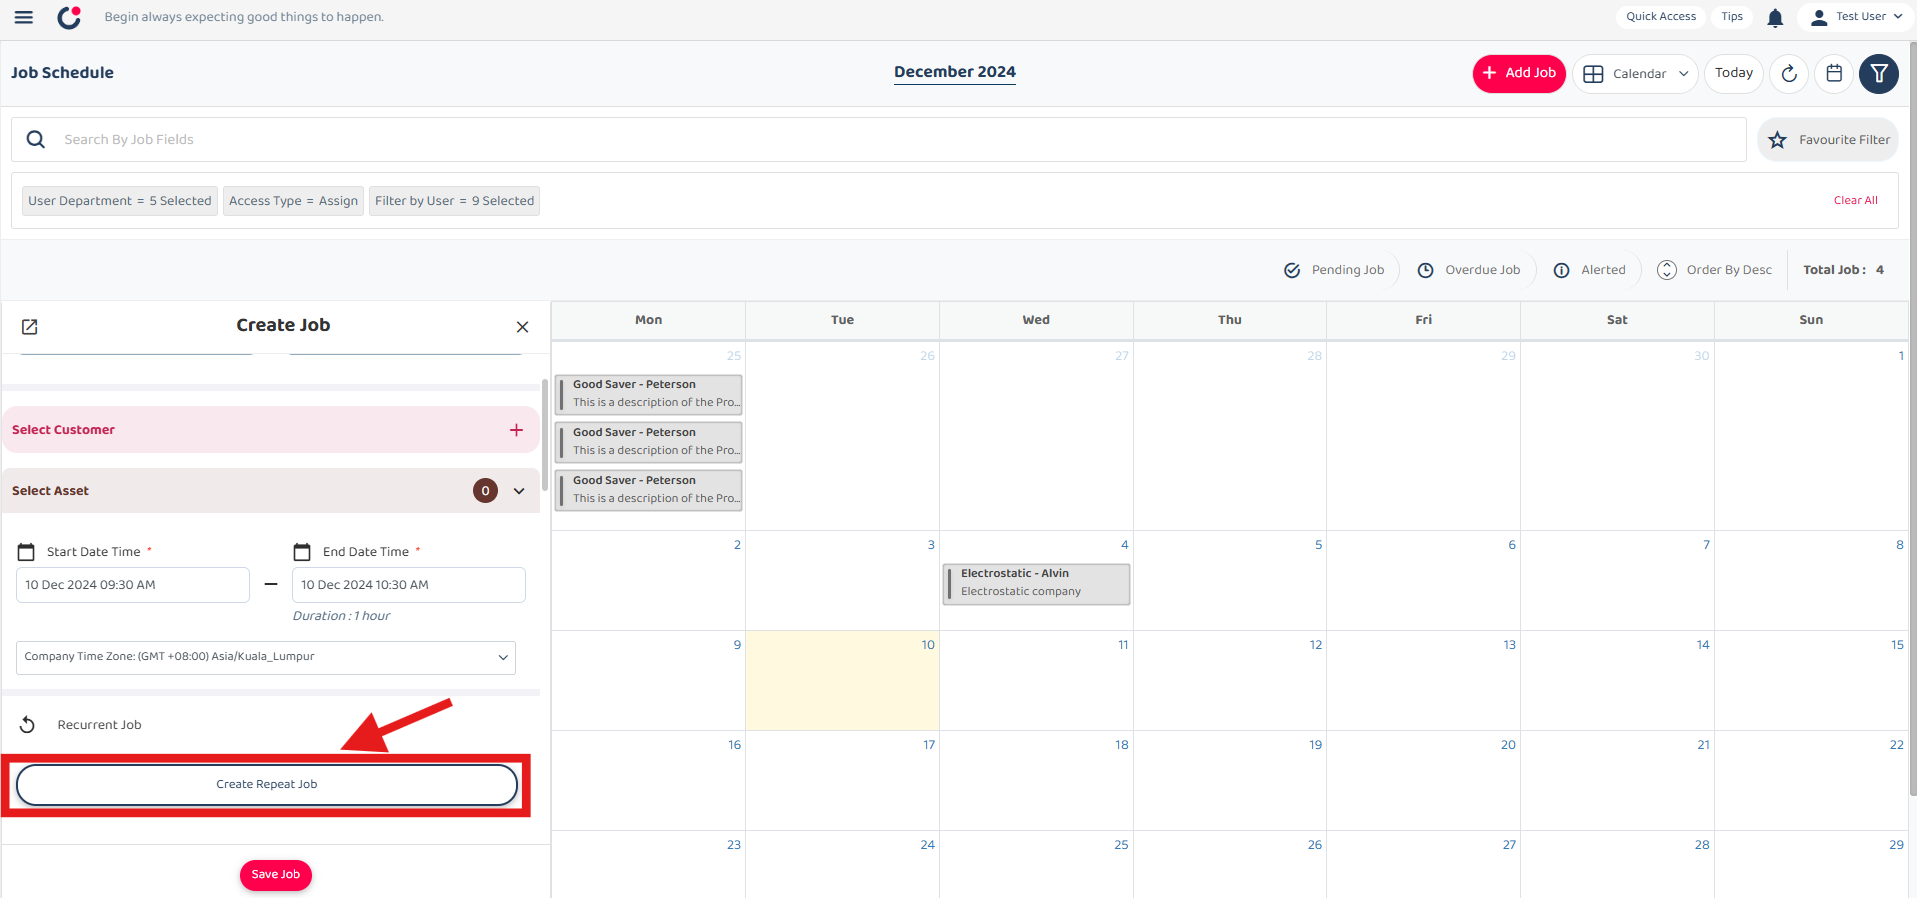 Begin always expecting good things to happen.
Quick Access
Tips
Test User
Job Schedule
December 2024
Add Job
Calendar
Today
Search By Job Fields
Favourite Filter
User Department = 5 Selected
Access Type = Assign
Filter by User = 9 Selected
Clear All
Pending Job
Overdue Job
Alerted
Order By Desc
Total Job : 4
Create Job
Select Customer
Select Asset
0
Start Date Time *
End Date Time *
10 Dec 2024 09:30 AM
10 Dec 2024 10:30 AM
Duration : 1 hour
Company Time Zone: (GMT +08:00) Asia/Kuala_Lumpur
Recurrent Job
Create Repeat Job
Save Job
Mon Tue Wed Thu Fri Sat Sun
25 26 27 28 29 30 1
Good Saver - Peterson
This is a description of the Pro...
Good Saver - Peterson
This is a description of the Pro...
Good Saver - Peterson
This is a description of the Pro...
2 3 4 5 6 7 8
Electrostatic - Alvin
Electrostatic company
9 10 11 12 13 14 15
16 17 18 19 20 21 22
23 24 25 26 27 28 29